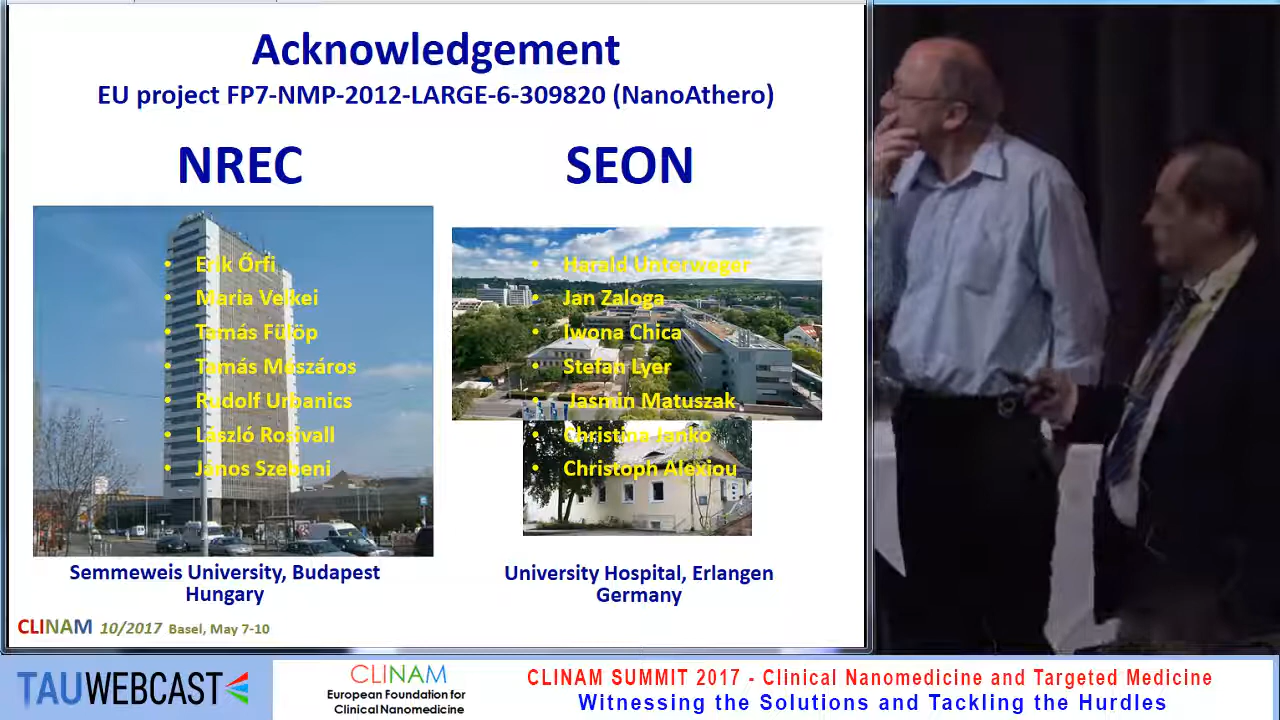 Acknowledgement
EU project FP7-NMP-2012-LARGE-6-309820 (NanoAthero)
NREC
• Erik Őrfi
• Maria Velkei
• Tamás Fülöp
• Tamás Mészáros
• Rudolf Urbanics
• László Rosivall
• János Szebeni
Semmeweis University, Budapest
Hungary
SEON
• Harald Unterweger
• Jan Zaloga
• Iwona Chica
• Stefan Lyer
• Jasmin Matuszak
• Christina Janko
• Christoph Alexiou
University Hospital, Erlangen
Germany
CLINAM 10/2017 Basel, May 7-10
TAUWEBCAST
CLINAM
European Foundation for
Clinical Nanomedicine
CLINAM SUMMIT 2017 - Clinical Nanomedicine and Targeted Medicine
Witnessing the Solutions and Tackling the Hurdles